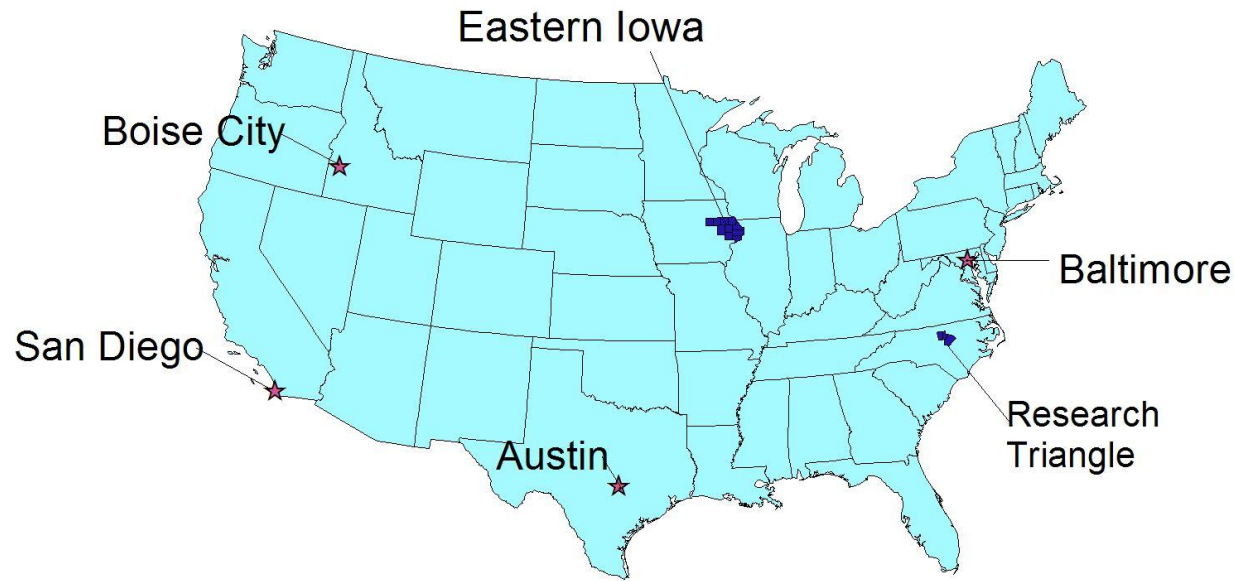 Eastern Iowa
Boise City
Baltimore
San Diego
Research
Triangle
Austin